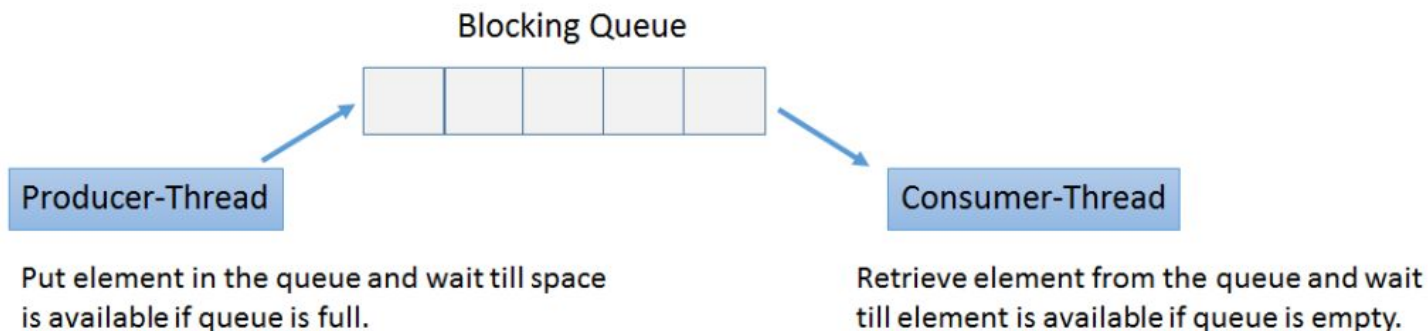 Blocking Queue
Producer-Thread
Consumer-Thread
Put element in the queue and wait till space
is available if queue is full.
Retrieve element from the queue and wait
till element is available if queue is empty.